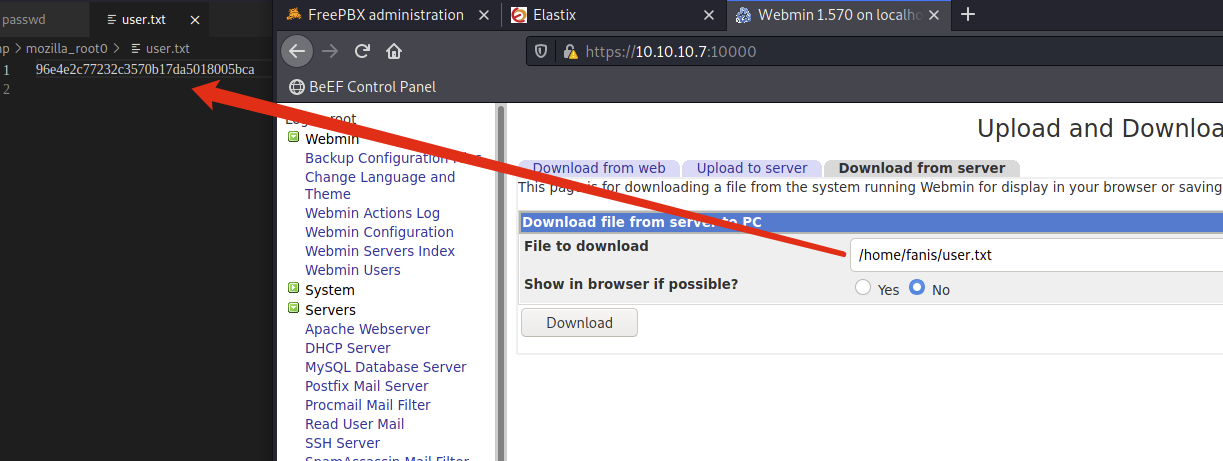 passwd
user.txt
FreePBX administration
Elastix
Webmin 1.570 on localho
mozilla_root0 > user.txt
1 96e4e2c77232c3570b17da5018005bca
2
https://10.10.10.7:10000
BeEF Control Panel
root
Webmin
Backup Configuration
Change Language and
Theme
Webmin Actions Log
Webmin Configuration
Webmin Servers Index
Webmin Users
System
Servers
Apache Webserver
DHCP Server
MySQL Database Server
Postfix Mail Server
Procmail Mail Filter
Read User Mail
SSH Server
SpamAssassin Mail Filter
Upload and Downloa
Download from web
Upload to server
Download from server
This page is for downloading a file from the system running Webmin for display in your browser or saving
Download file from server to PC
File to download
/home/fanis/user.txt
Show in browser if possible?
Yes
No
Download